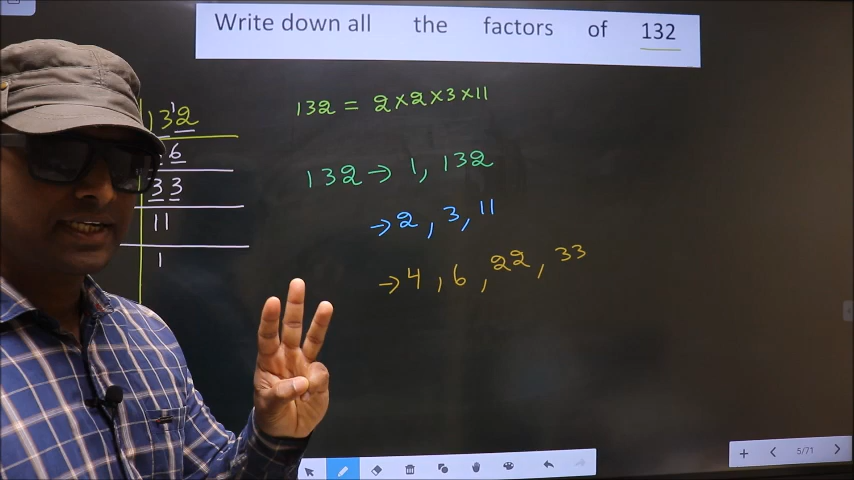 Write down all the factors of 132
13¹2
6
33
11
1
132 = 2×2×3×11
132 → 1, 132
→ 2, 3, 11
→ 4, 6, 22, 33
5/71